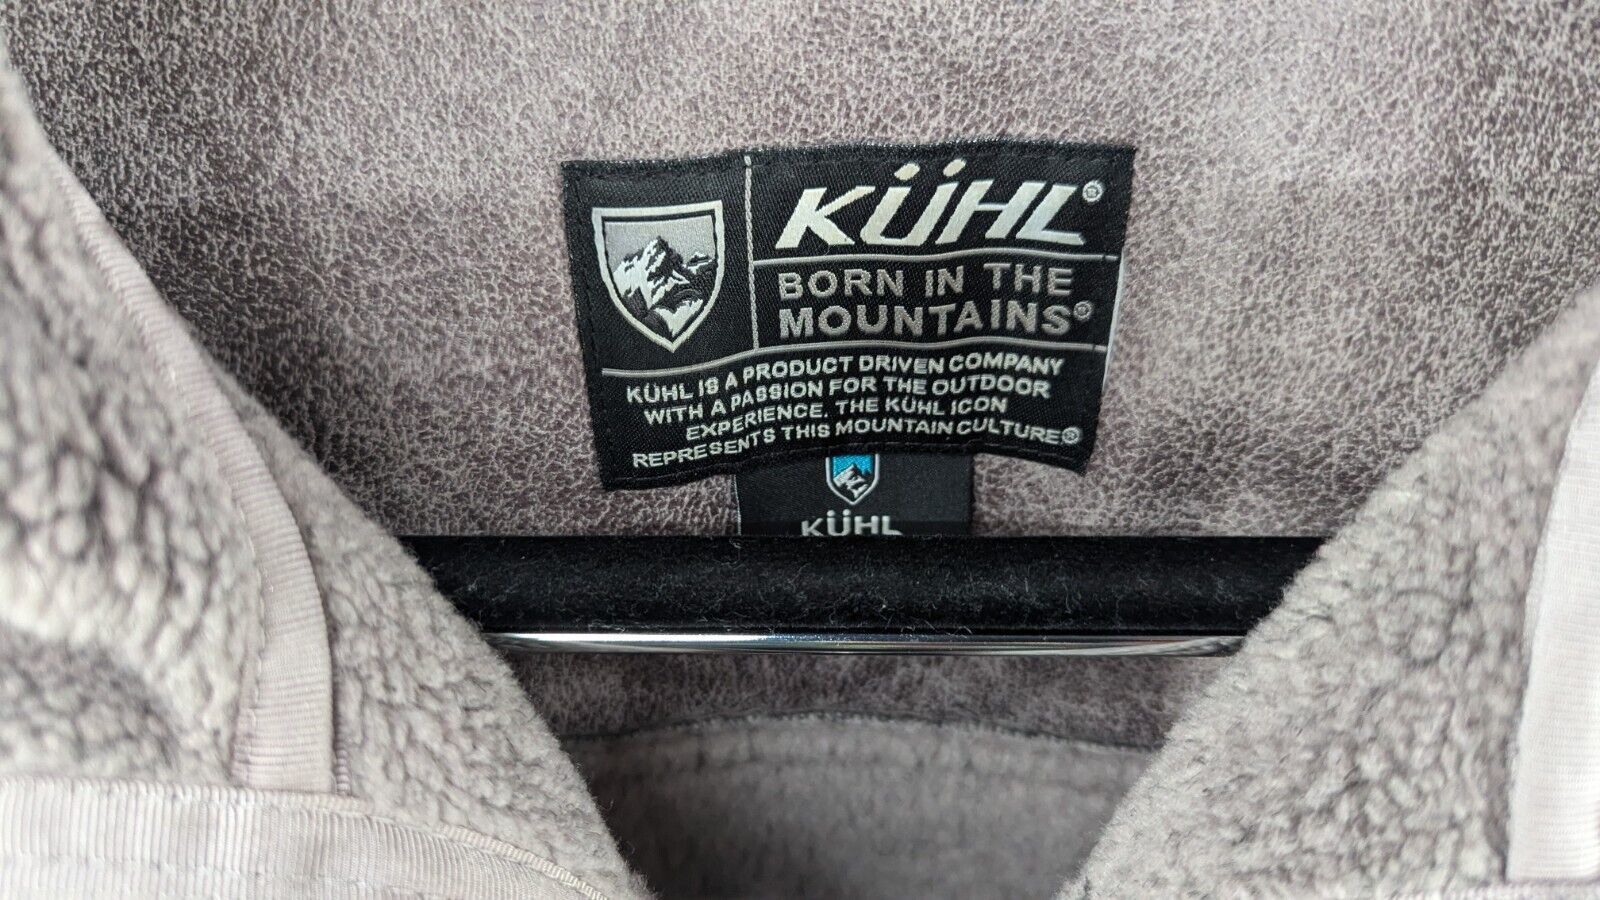 KÜHL®
BORN IN THE
MOUNTAINS®
KÜHL IS A PRODUCT DRIVEN COMPANY
WITH A PASSION FOR THE OUTDOOR
EXPERIENCE. THE KÜHL ICON
REPRESENTS THIS MOUNTAIN CULTURE®
KÜHL